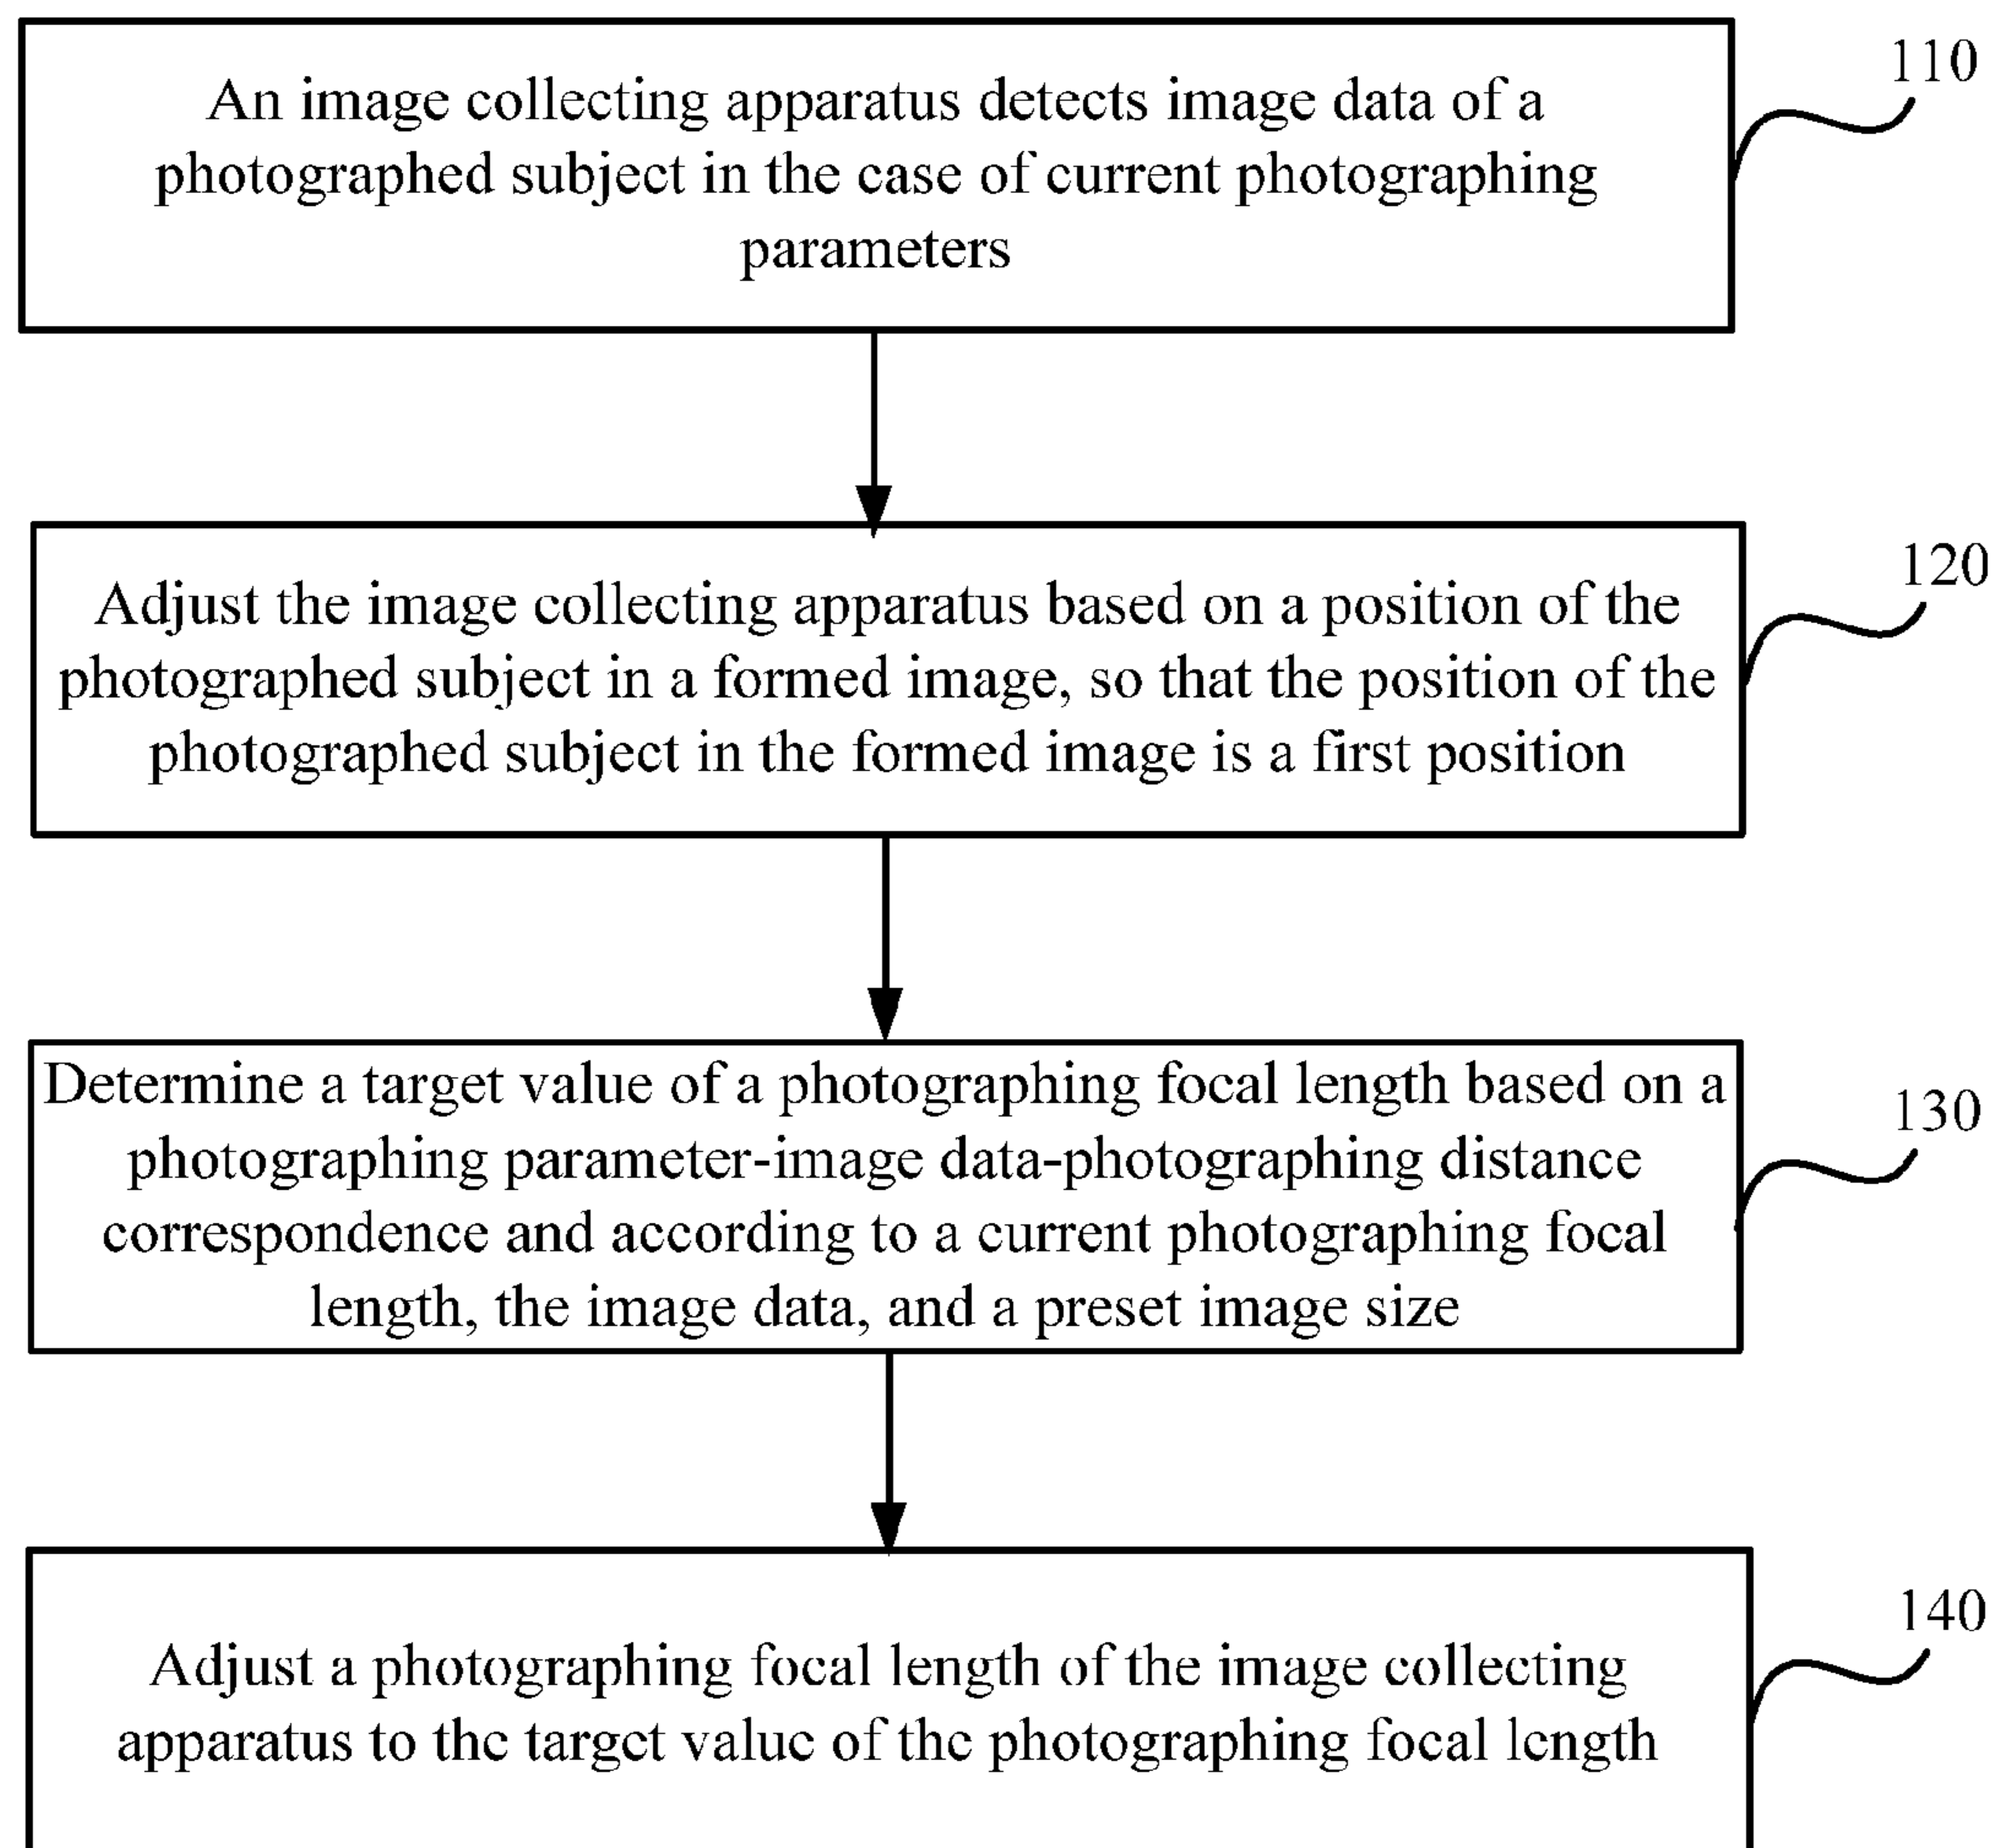 An image collecting apparatus detects image data of a
photographed subject in the case of current photographing
parameters
110
Adjust the image collecting apparatus based on a position of the
photographed subject in a formed image, so that the position of the
photographed subject in the formed image is a first position
120
Determine a target value of a photographing focal length based on a
photographing parameter-image data-photographing distance
correspondence and according to a current photographing focal
length, the image data, and a preset image size
130
Adjust a photographing focal length of the image collecting
apparatus to the target value of the photographing focal length
140